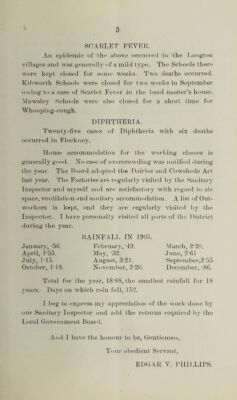 5
SCARLET FEVER.
An epidemic of the above occurred in the Langton
villages and was generally of a mild type. The Schools there
were kept closed for some weeks. Two deaths occurred.
Kibworth Schools were closed for two weeks in September
owing to a case of Scarlet Fever in the head master's house.
Mowsley Schools were also closed for a short time for
Whooping-cough.
DIPHTHERIA.
Twenty-five cases of Diphtheria with six deaths
occurred in Fleckney.
House accommodation for the working classes is
generally good. No case of overcrowding was notified during
the year. The Board adopted the Dairies and Cowsheds Act
last year. The Factories are regularly visited by the Sanitary
Inspector and myself and are satisfactory with regard to air
space, ventilation and sanitary accommodation. A list of Out-
workers is kept, and they are regularly visited by the
Inspector. I have personally visited all parts of the District
during the year.
RAINFALL IN 1905.
January, ·56. February, ·49. March, 2·20.
April, 1·55. May, ·32. June, 2·61
July, 1·15. August, 3·21. September, 2·55
October, 1·18. November, 2·20. December, ·86.
Total for the year, 18·88, the smallest rainfall for 18
years. Days on which rain fell, 152.
I beg to express my appreciation of the work done by
our Sanitary Inspector and add the returns required by the
Local Government Board.
And I have the honour to be, Gentlemen,
Your obedient Servant,
EDGAR V. PHILLIPS.